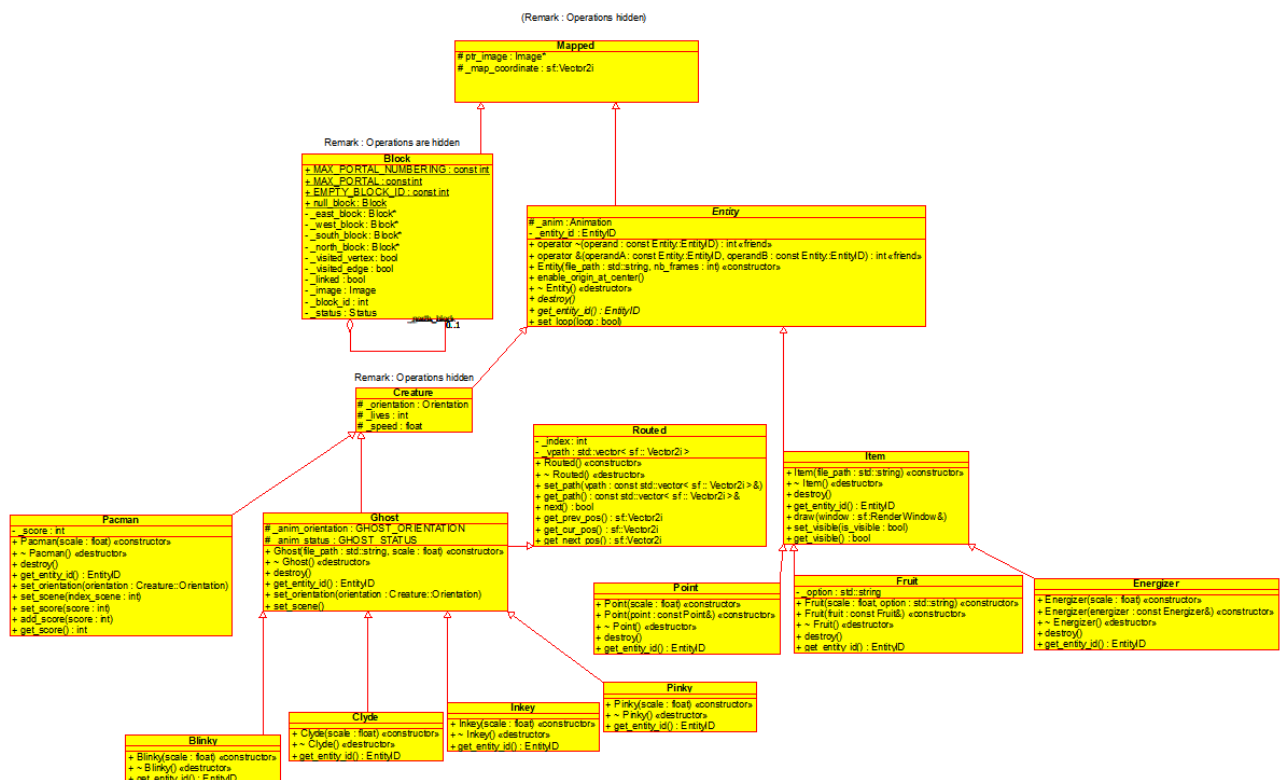 (Remark : Operations hidden)
Mapped
# ptr_image : Image*
# _map_coordinate : sf::Vector2i
Remark : Operations are hidden
Block
+ MAX_PORTAL_NUMBERING : const int
+ MAX_PORTAL : const int
+ EMPTY_BLOCK_ID : const int
+ null_block : Block
- _east_block : Block*
- _west_block : Block*
- _south_block : Block*
- _north_block : Block*
- _visited_vertex : bool
- _visited_edge : bool
- _linked : bool
- _image : Image
- _block_id : int
- _status : Status
0..1
Entity
# _anim : Animation
- _entity_id : EntityID
+ operator ~(operand : const Entity::EntityID) : int «friend»
+ operator &(operandA : const Entity::EntityID, operandB : const Entity::EntityID) : int «friend»
+ Entity(file_path : std::string, nb_frames : int) «constructor»
+ enable_origin_at_center()
+ ~ Entity() «destructor»
+ destroy()
+ get_entity_id() : EntityID
+ set_loop(loop : bool)
Remark : Operations hidden
Creature
# _orientation : Orientation
# _lives : int
# _speed : float
Routed
- _index : int
- _vpath : std::vector< sf :: Vector2i >
+ Routed() «constructor»
+ ~ Routed() «destructor»
+ set_path(vpath : const std::vector< sf :: Vector2i >&)
+ get_path() : const std::vector< sf :: Vector2i >&
+ next() : bool
+ get_prev_pos() : sf::Vector2i
+ get_cur_pos() : sf::Vector2i
+ get_next_pos() : sf::Vector2i
Item
+ Item(file_path : std::string) «constructor»
+ ~ Item() «destructor»
+ destroy()
+ get_entity_id() : EntityID
+ draw(window : sf::RenderWindow&)
+ set_visible(is_visible : bool)
+ get_visible() : bool
Pacman
- _score : int
+ Pacman(scale : float) «constructor»
+ ~ Pacman() «destructor»
+ destroy()
+ get_entity_id() : EntityID
+ set_orientation(orientation : Creature::Orientation)
+ set_scene(index_scene : int)
+ set_score(score : int)
+ add_score(score : int)
+ get_score() : int
Ghost
# _anim_orientation : GHOST_ORIENTATION
# _anim_status : GHOST_STATUS
+ Ghost(file_path : std::string, scale : float) «constructor»
+ ~ Ghost() «destructor»
+ destroy()
+ get_entity_id() : EntityID
+ set_orientation(orientation : Creature::Orientation)
+ set_scene()
Point
+ Point(scale : float) «constructor»
+ Point(point : const Point&) «constructor»
+ ~ Point() «destructor»
+ destroy()
+ get_entity_id() : EntityID
Fruit
- _option : std::string
+ Fruit(scale : float, option : std::string) «constructor»
+ Fruit(fruit : const Fruit&) «constructor»
+ ~ Fruit() «destructor»
+ destroy()
+ get_entity_id() : EntityID
Energizer
+ Energizer(scale : float) «constructor»
+ Energizer(energizer : const Energizer&) «constructor»
+ ~ Energizer() «destructor»
+ destroy()
+ get_entity_id() : EntityID
Blinky
+ Blinky(scale : float) «constructor»
+ ~ Blinky() «destructor»
+ get_entity_id() : EntityID
Clyde
+ Clyde(scale : float) «constructor»
+ ~ Clyde() «destructor»
+ get_entity_id() : EntityID
Inkey
+ Inkey(scale : float) «constructor»
+ ~ Inkey() «destructor»
+ get_entity_id() : EntityID
Pinky
+ Pinky(scale : float) «constructor»
+ ~ Pinky() «destructor»
+ get_entity_id() : EntityID